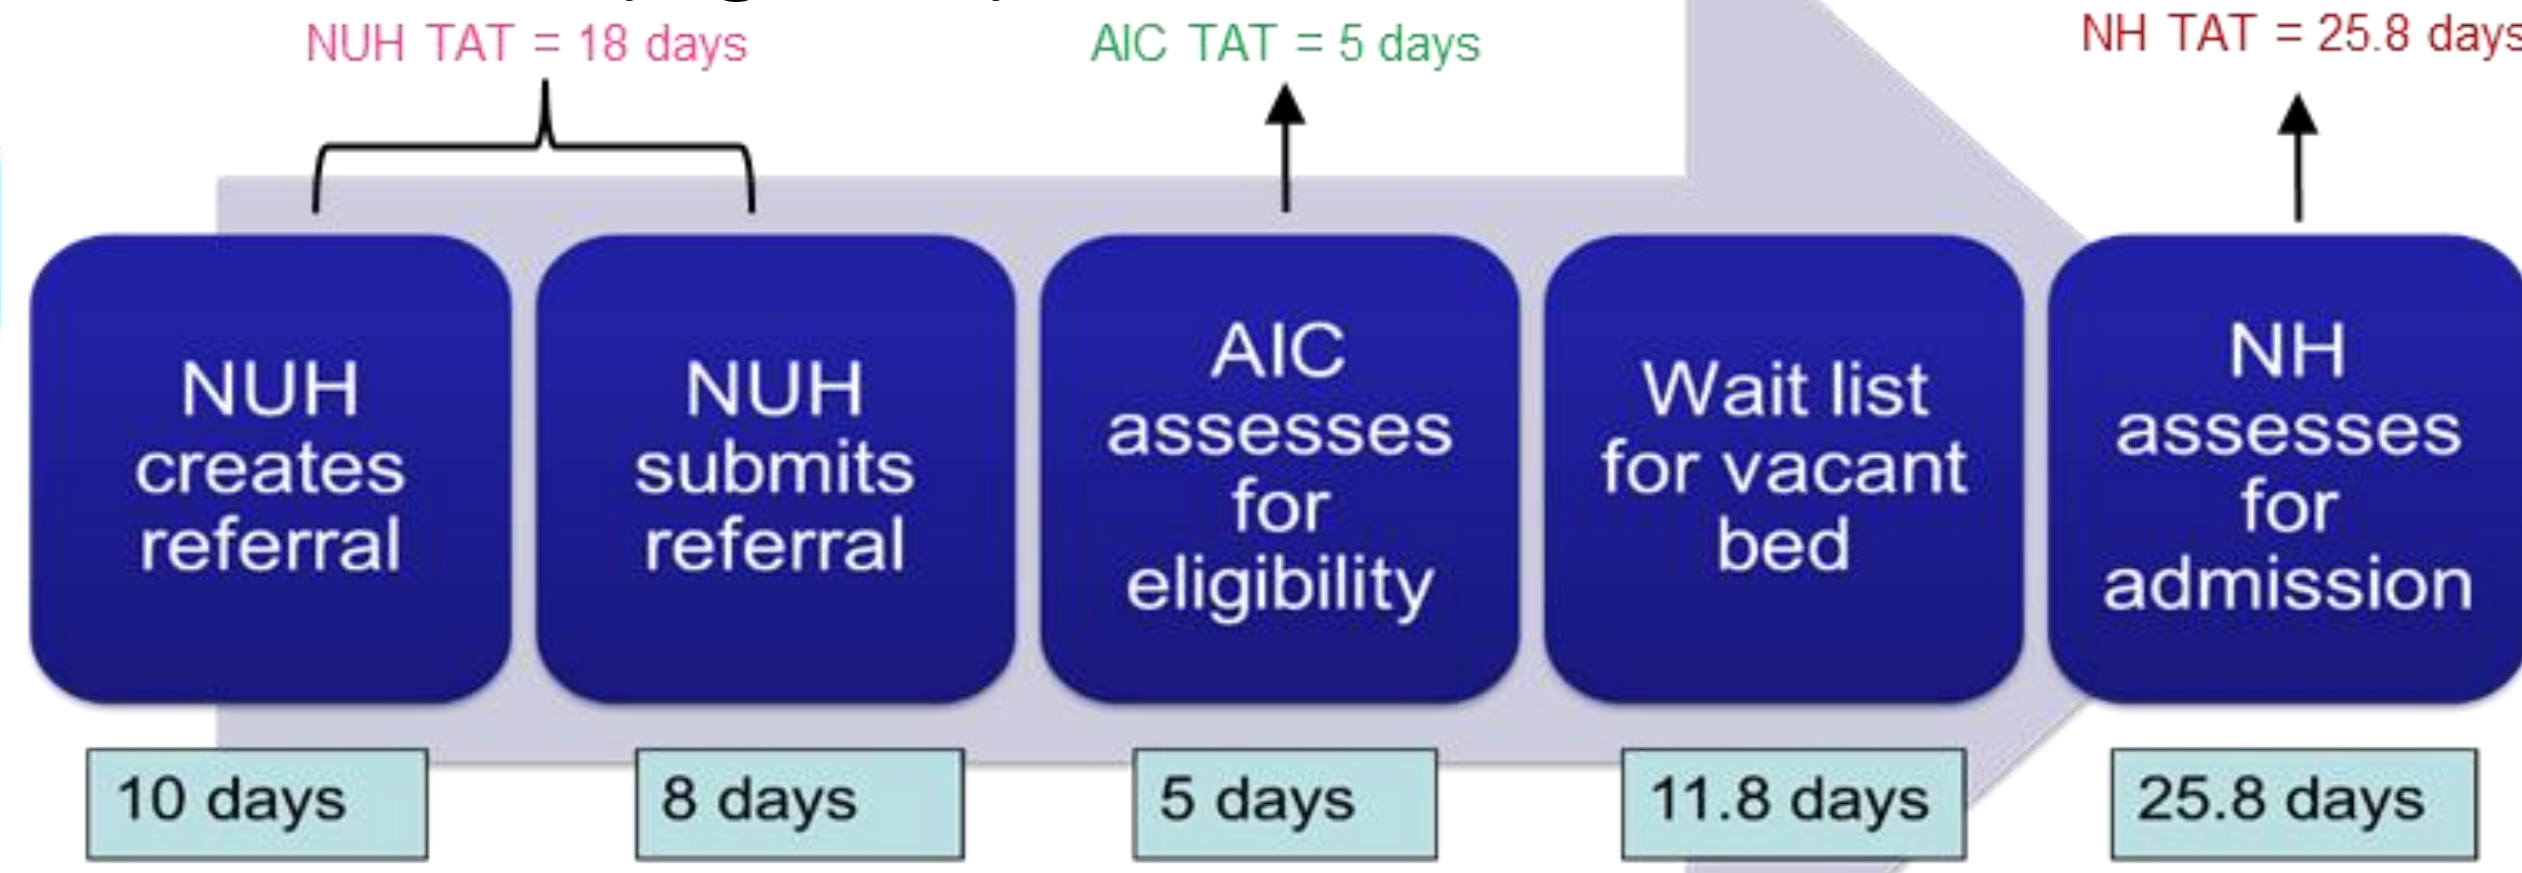 NUH TAT = 18 days
AIC TAT = 5 days
NH TAT = 25.8 days
NUH
creates
referral
NUH
submits
referral
AIC
assesses
for
eligibility
Wait list
for vacant
bed
NH
assesses
for
admission
10 days
8 days
5 days
11.8 days
25.8 days